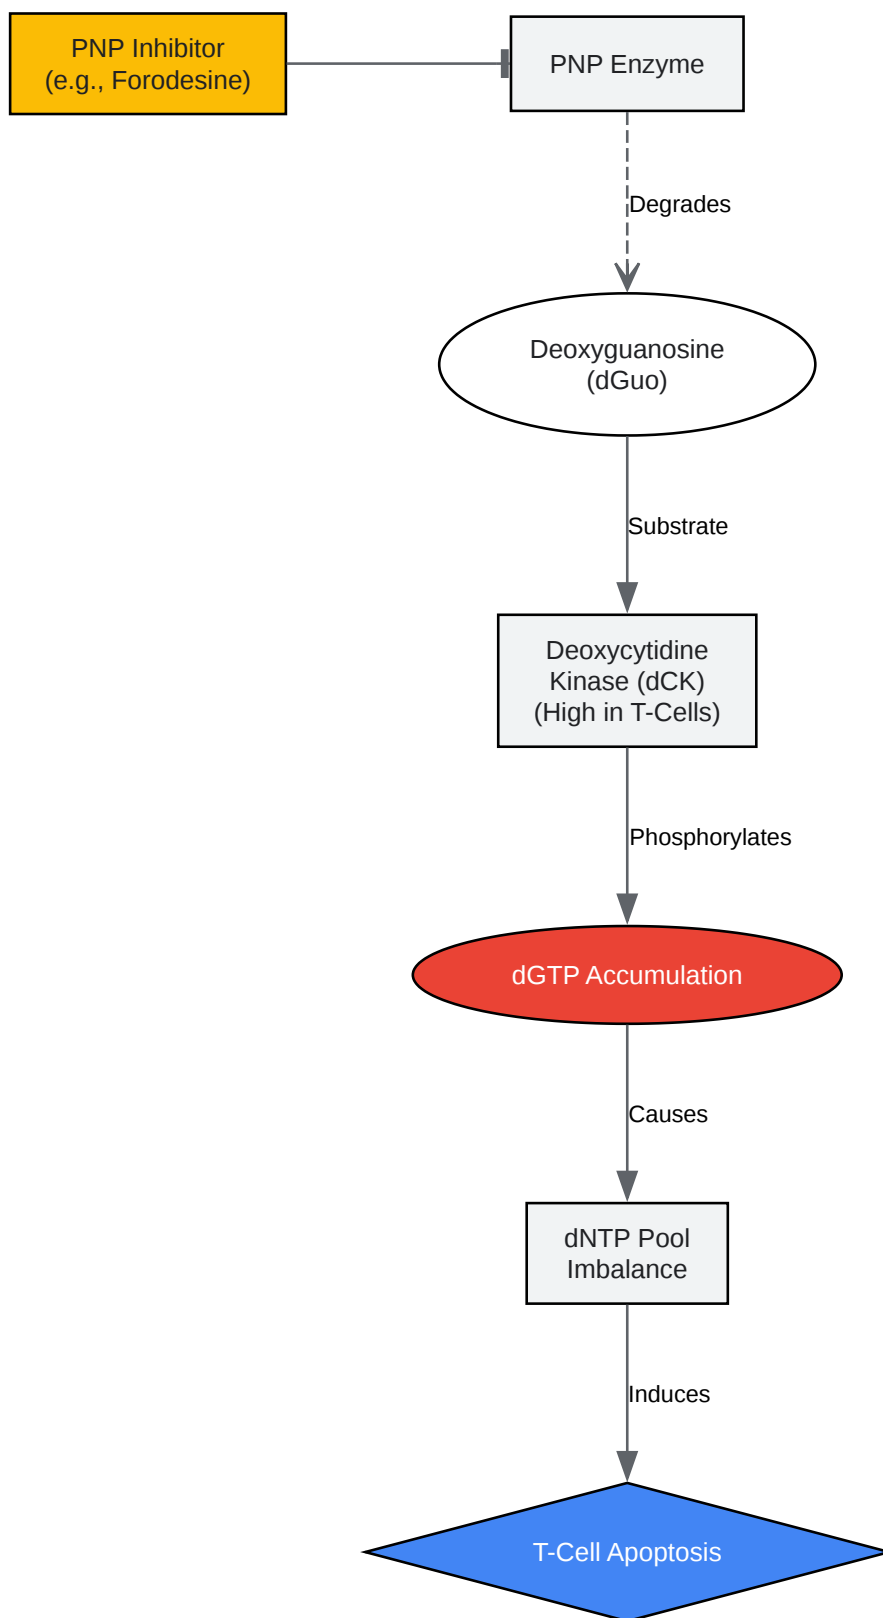 PNP Inhibitor
(e.g., Forodesine)
PNP Enzyme
Degrades
Deoxyguanosine
(dGuo)
Substrate
Deoxycytidine
Kinase (dCK)
(High in T-Cells)
Phosphorylates
dGTP Accumulation
Causes
dNTP Pool
Imbalance
Induces
T-Cell Apoptosis